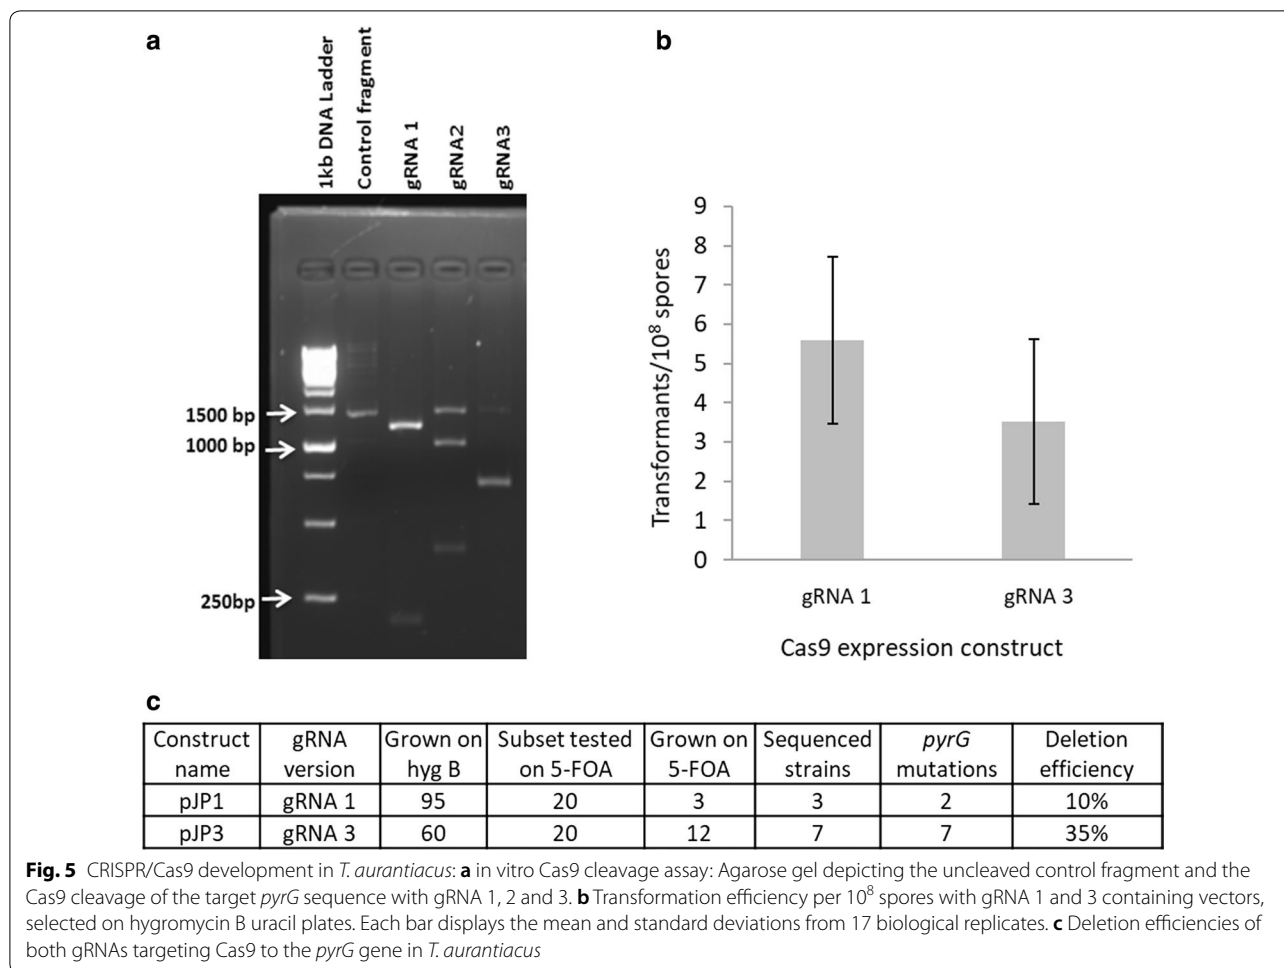 a
1kb DNA Ladder
Control fragment
gRNA 1
gRNA2
gRNA3
1500 bp
1000 bp
250bp
b
Transformants/10⁸ spores
9
8
7
6
5
4
3
2
1
0
gRNA 1
gRNA 3
Cas9 expression construct
c
Construct name gRNA version Grown on hyg B Subset tested on 5-FOA Grown on 5-FOA Sequenced strains pyrG mutations Deletion efficiency
pJP1 gRNA 1 95 20 3 3 2 10%
pJP3 gRNA 3 60 20 12 7 7 35%
Fig. 5 CRISPR/Cas9 development in T. aurantiacus: a in vitro Cas9 cleavage assay: Agarose gel depicting the uncleaved control fragment and the
Cas9 cleavage of the target pyrG sequence with gRNA 1, 2 and 3. b Transformation efficiency per 10⁸ spores with gRNA 1 and 3 containing vectors,
selected on hygromycin B uracil plates. Each bar displays the mean and standard deviations from 17 biological replicates. c Deletion efficiencies of
both gRNAs targeting Cas9 to the pyrG gene in T. aurantiacus